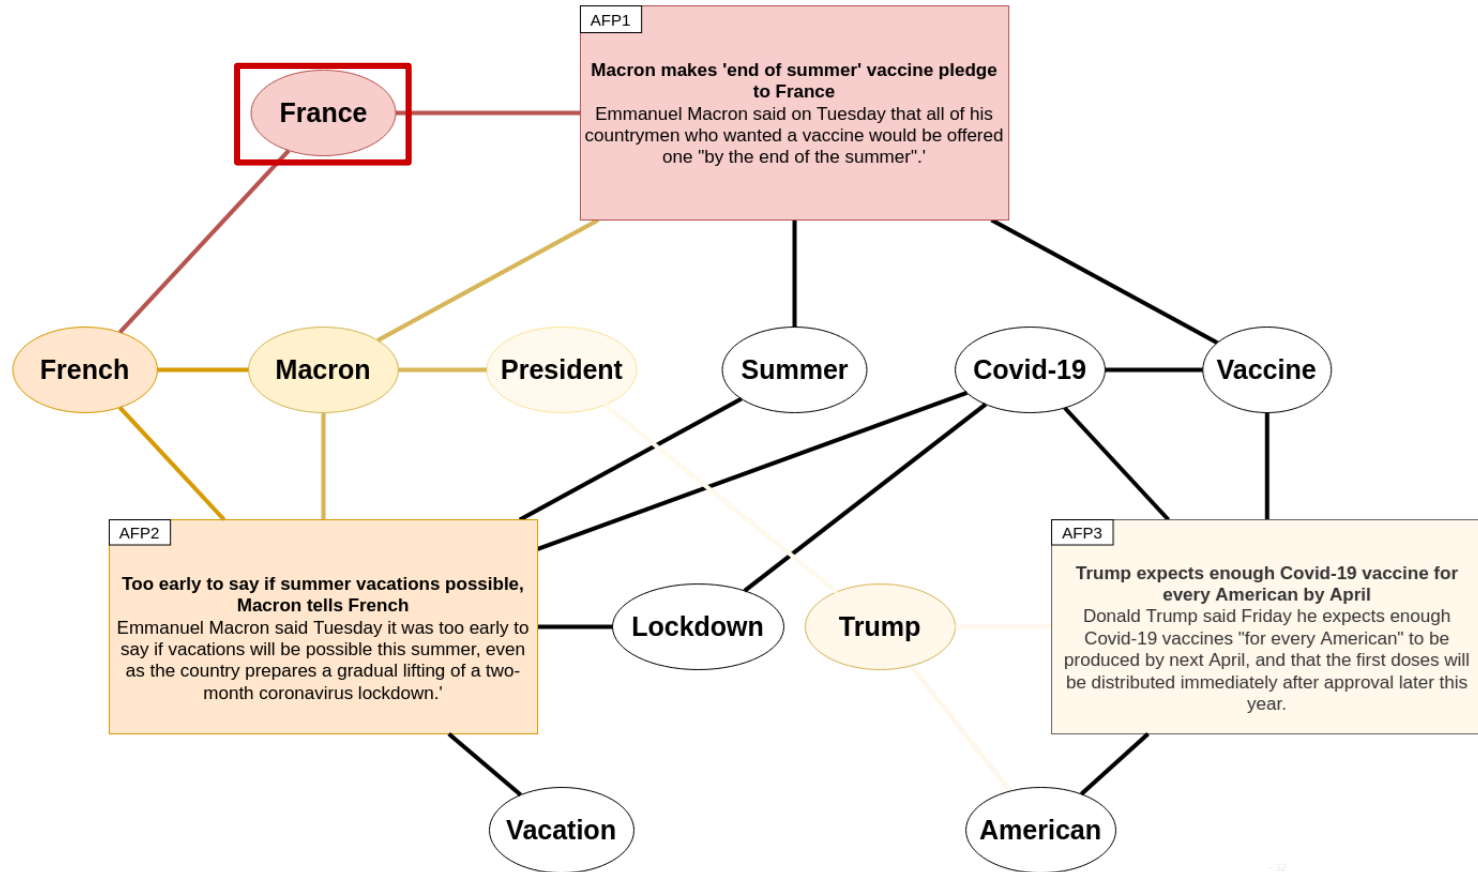 AFP1
Macron makes 'end of summer' vaccine pledge
to France
Emmanuel Macron said on Tuesday that all of his
countrymen who wanted a vaccine would be offered
one "by the end of the summer".'
France
French
Macron
President
Summer
Covid-19
Vaccine
AFP2
Too early to say if summer vacations possible,
Macron tells French
Emmanuel Macron said Tuesday it was too early to
say if vacations will be possible this summer, even
as the country prepares a gradual lifting of a two-
month coronavirus lockdown.'
Lockdown
Trump
AFP3
Trump expects enough Covid-19 vaccine for
every American by April
Donald Trump said Friday he expects enough
Covid-19 vaccines "for every American" to be
produced by next April, and that the first doses will
be distributed immediately after approval later this
year.
Vacation
American
- 32